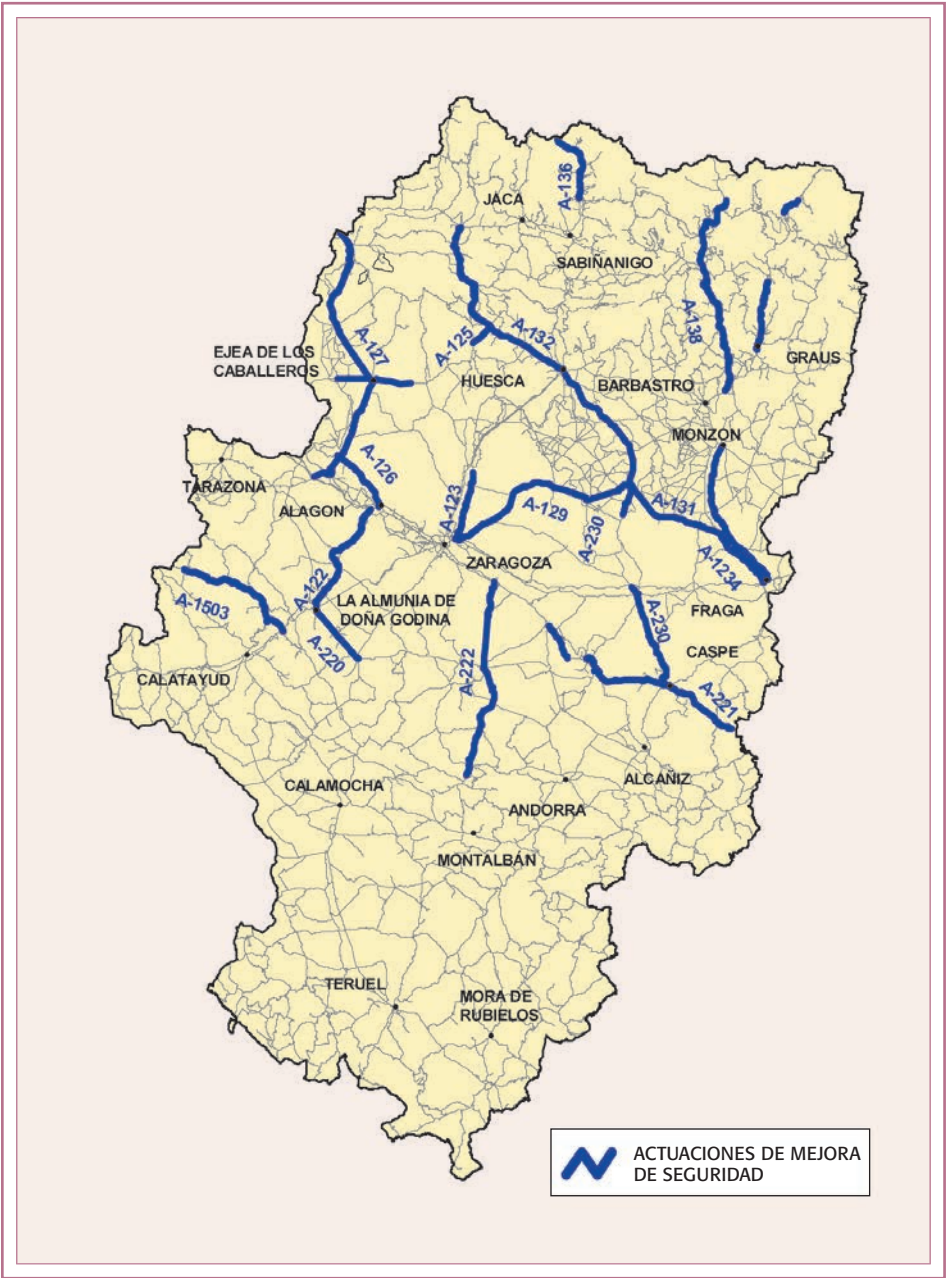 A-136
JACA
SABIÑANIGO
A-138
A-132
A-125
A-127
EJEA DE LOS
CABALLEROS
HUESCA
BARBASTRO
GRAUS
MONZON
TARAZONA
A-126
ALAGON
A-123
A-129
A-230
A-131
A-1234
ZARAGOZA
FRAGA
A-1503
A-122
LA ALMUNIA DE
DOÑA GODINA
A-220
A-222
A-230
CASPE
A-221
CALATAYUD
CALAMOCHA
ALCAÑIZ
ANDORRA
MONTALBÁN
TERUEL
MORA DE
RUBIELOS
ACTUACIONES DE MEJORA
DE SEGURIDAD